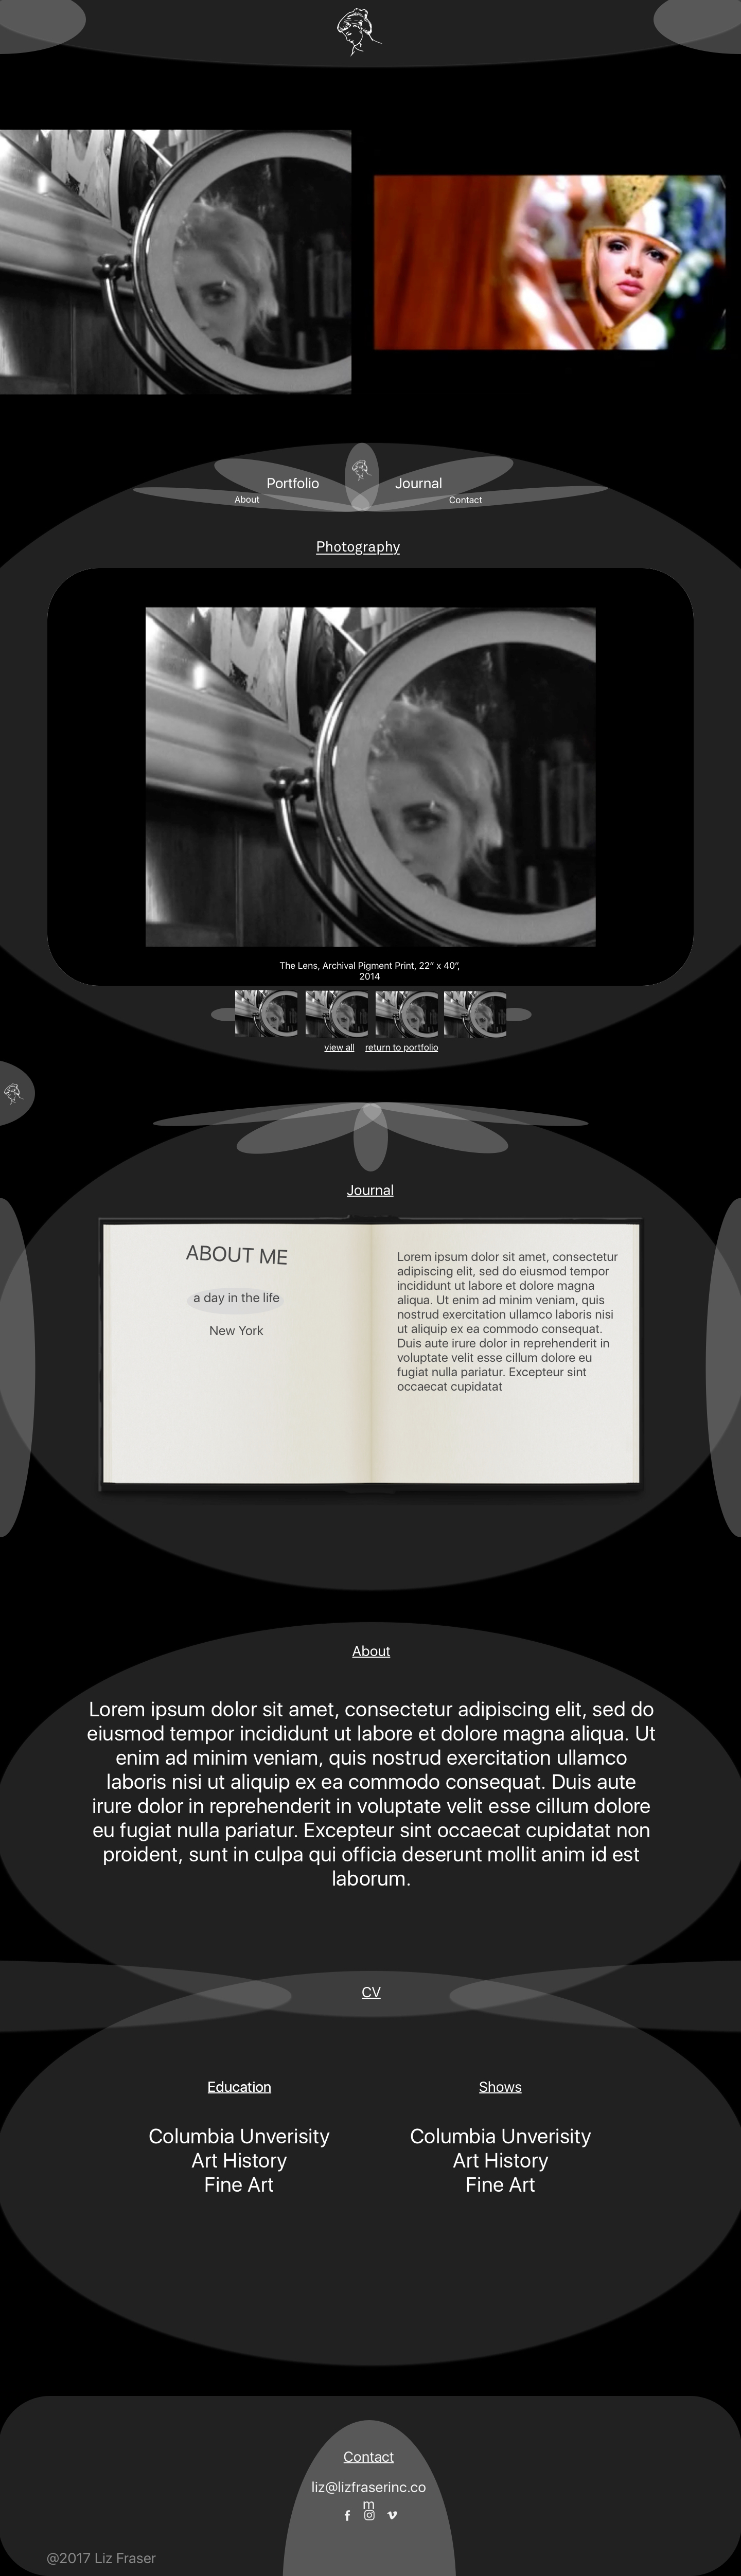 Portfolio
Journal
About
Contact
Photography
The Lens, Archival Pigment Print, 22” x 40”,
2014
view all
return to portfolio
Journal
ABOUT ME
a day in the life
New York
Lorem ipsum dolor sit amet, consectetur
adipiscing elit, sed do eiusmod tempor
incididunt ut labore et dolore magna
aliqua. Ut enim ad minim veniam, quis
nostrud exercitation ullamco laboris nisi
ut aliquip ex ea commodo consequat.
Duis aute irure dolor in reprehenderit in
voluptate velit esse cillum dolore eu
fugiat nulla pariatur. Excepteur sint
occaecat cupidatat
About
Lorem ipsum dolor sit amet, consectetur adipiscing elit, sed do
eiusmod tempor incididunt ut labore et dolore magna aliqua. Ut
enim ad minim veniam, quis nostrud exercitation ullamco
laboris nisi ut aliquip ex ea commodo consequat. Duis aute
irure dolor in reprehenderit in voluptate velit esse cillum dolore
eu fugiat nulla pariatur. Excepteur sint occaecat cupidatat non
proident, sunt in culpa qui officia deserunt mollit anim id est
laborum.
CV
Education
Columbia Unverisity
Art History
Fine Art
Shows
Columbia Unverisity
Art History
Fine Art
Contact
liz@lizfraserinc.co
m
@2017 Liz Fraser